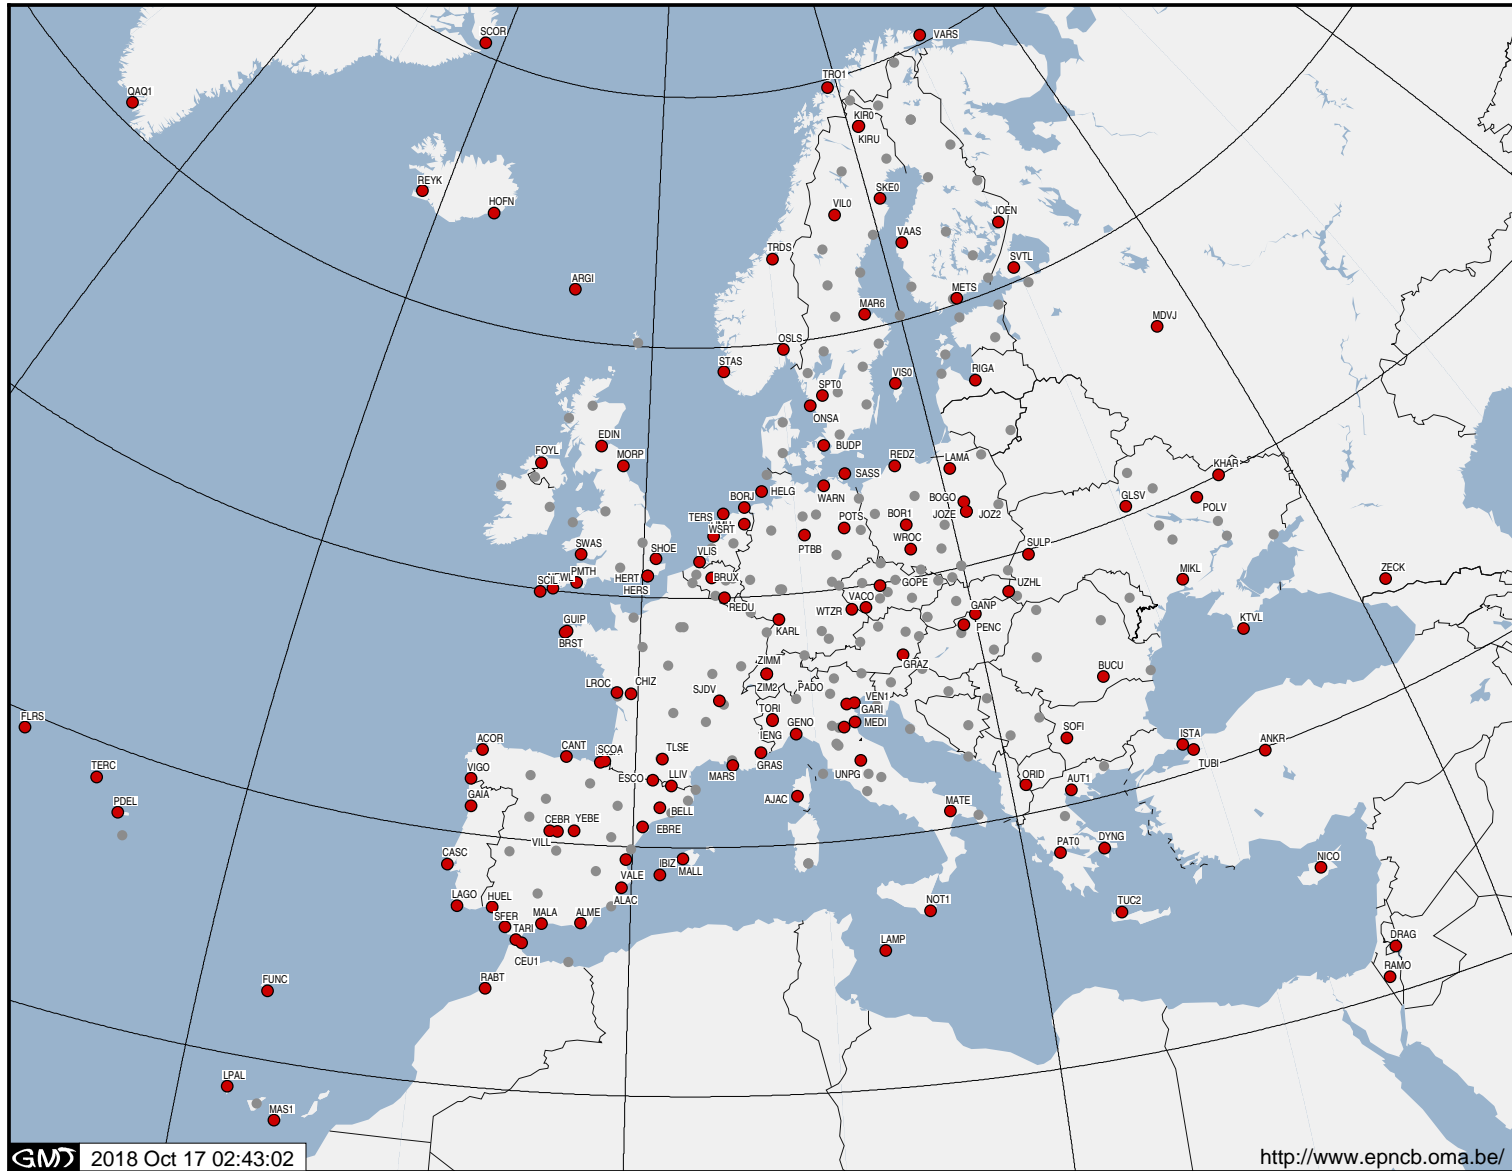 SCOR
VARS
QAQ1
TRO1
KIR0
KIRU
REYK
HOFN
SKE0
VIL0
JOEN
VAAS
TRDS
SVTL
ARGI
METS
MAR6
MDVJ
OSLS
STAS
VIS0
RIGA
SPT0
ONSA
EDIN
BUDP
FOYL
MORP
REDZ
LAMA
KHAR
SASS
HELG
WARN
BORJ
BOGO
GLSV
POLV
TERS
POTS
BOR1
JOZE
JOZ2
WSRT
PTBB
WROC
SWAS
SHOE
VLIS
SULP
PMTH
HERT
BRUX
SCIL
HERS
GOPE
UZHL
MIKL
ZECK
REDU
VACO
WTZR
GANP
GUIP
KARL
PENC
KTVL
BRST
ZIMM
GRAZ
BUCU
LROC
CHIZ
SJDV
ZIM2
PADO
VEN1
FLRS
TORI
GARI
GENO
MEDI
SOFI
ACOR
CANT
SCOA
IENG
ISTA
ANKR
TERC
TLSE
TUBI
VIGO
ESCO
LLIV
MARS
GRAS
UNPG
ORID
AUT1
PDEL
GAIA
AJAC
BELL
MATE
CEBR
YEBE
EBRE
VILL
PAT0
DYNG
CASC
IBIZ
MALL
NICO
VALE
LAGO
HUEL
ALAC
NOT1
TUC2
SFER
MALA
ALME
TARI
LAMP
DRAG
CEU1
RAMO
FUNC
RABT
LPAL
MAS1
GMT 2018 Oct 17 02:43:02
http://www.epncb.oma.be/